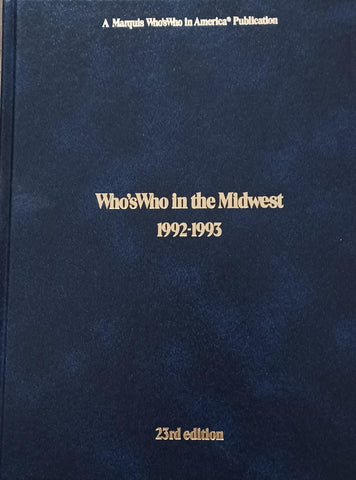 A Marquis Who'sWho in America® Publication
Who'sWho in the Midwest
1992-1993
23rd edition